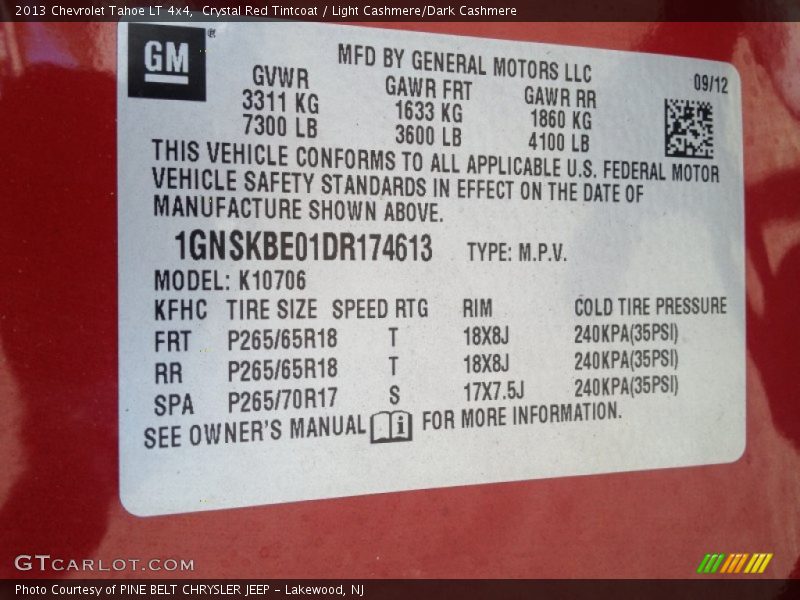 2013 Chevrolet Tahoe LT 4x4, Crystal Red Tintcoat / Light Cashmere/Dark Cashmere
GM ®
MFD BY GENERAL MOTORS LLC
09/12
GVWR GAWR FRT GAWR RR
3311 KG 1633 KG 1860 KG
7300 LB 3600 LB 4100 LB
THIS VEHICLE CONFORMS TO ALL APPLICABLE U.S. FEDERAL MOTOR
VEHICLE SAFETY STANDARDS IN EFFECT ON THE DATE OF
MANUFACTURE SHOWN ABOVE.
1GNSKBE01DR174613 TYPE: M.P.V.
MODEL: K10706
KFHC TIRE SIZE SPEED RTG RIM COLD TIRE PRESSURE
FRT P265/65R18 T 18X8J 240KPA(35PSI)
RR P265/65R18 T 18X8J 240KPA(35PSI)
SPA P265/70R17 S 17X7.5J 240KPA(35PSI)
SEE OWNER'S MANUAL i FOR MORE INFORMATION.
GTCARLOT.COM
Photo Courtesy of PINE BELT CHRYSLER JEEP - Lakewood, NJ